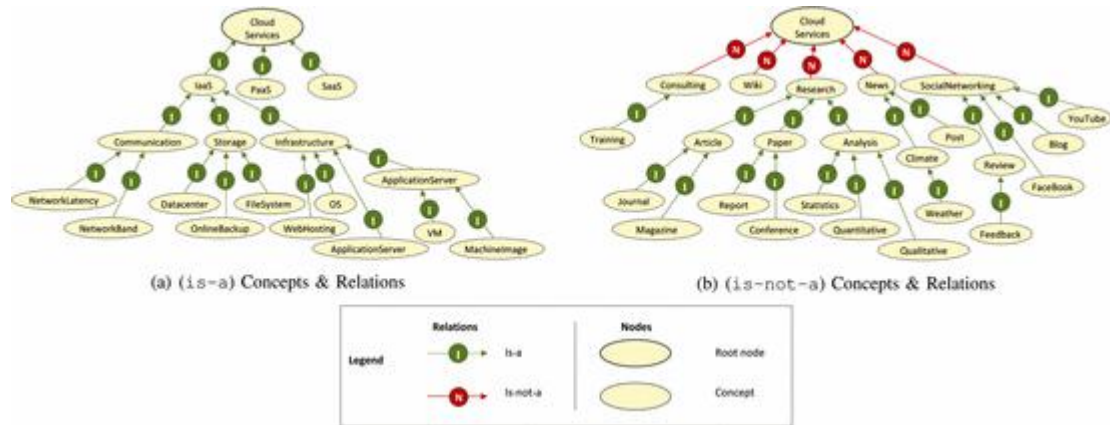 Cloud
Services
I
I
I
IaaS
PaaS
SaaS
I
I
I
Communication
Storage
Infrastructure
I
I
I
I
I
I
I
I
I
ApplicationServer
NetworkLatency
Datacenter
FileSystem
OS
I
I
NetworkBand
OnlineBackup
WebHosting
VM
ApplicationServer
MachineImage
(a) (is-a) Concepts & Relations
Cloud
Services
N
N
N
N
N
Consulting
Wiki
Research
News
SocialNetworking
I
I
I
I
I
I
I
I
I
I
YouTube
Training
Article
Paper
Analysis
Post
Blog
Climate
Review
I
I
I
I
I
I
I
I
FaceBook
Journal
Report
Statistics
Weather
I
Magazine
Conference
Quantitative
Feedback
Qualitative
(b) (is-not-a) Concepts & Relations
Relations
Nodes
Legend
I
Is-a
Root node
N
Is-not-a
Concept